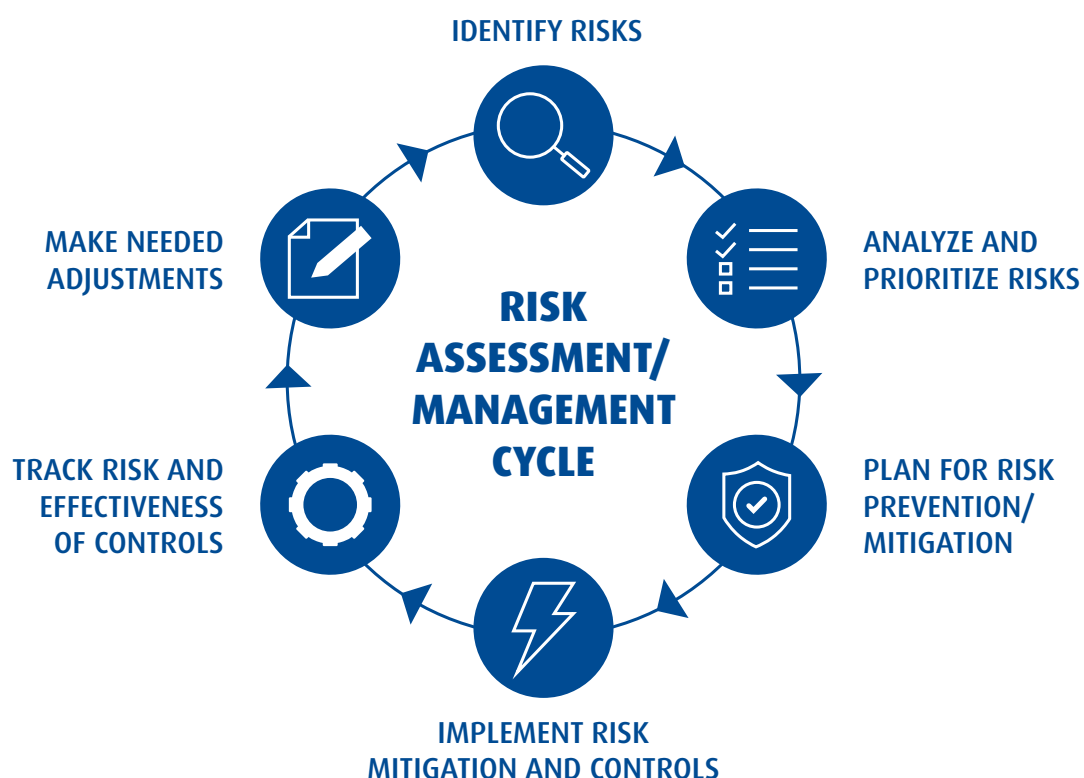 IDENTIFY RISKS
ANALYZE AND
PRIORITIZE RISKS
PLAN FOR RISK
PREVENTION/
MITIGATION
IMPLEMENT RISK
MITIGATION AND CONTROLS
TRACK RISK AND
EFFECTIVENESS
OF CONTROLS
MAKE NEEDED
ADJUSTMENTS
RISK
ASSESSMENT/
MANAGEMENT
CYCLE